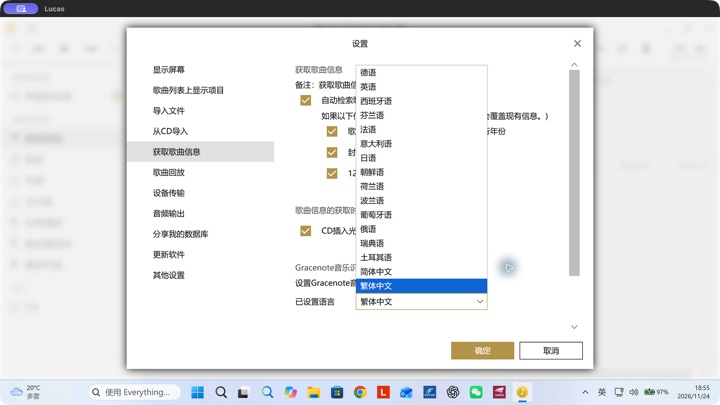 Lucas
设置
显示屏幕
歌曲列表上显示项目
导入文件
从CD导入
获取歌曲信息
歌曲回放
设备传输
音频输出
分享我的数据库
更新软件
其他设置
获取歌曲信息
备注：获取歌曲信
自动检索
如果以下
会覆盖现有信息。)
歌
行年份
封
12
歌曲信息的获取
CD插入光
Gracenote音乐识
设置Gracenote音
已设置语言
德语
英语
西班牙语
芬兰语
法语
意大利语
日语
朝鲜语
荷兰语
波兰语
葡萄牙语
俄语
瑞典语
土耳其语
简体中文
繁体中文
繁体中文
确定
取消
20°C
多雲
使用 Everything...
英
97%
18:55
2026/11/24